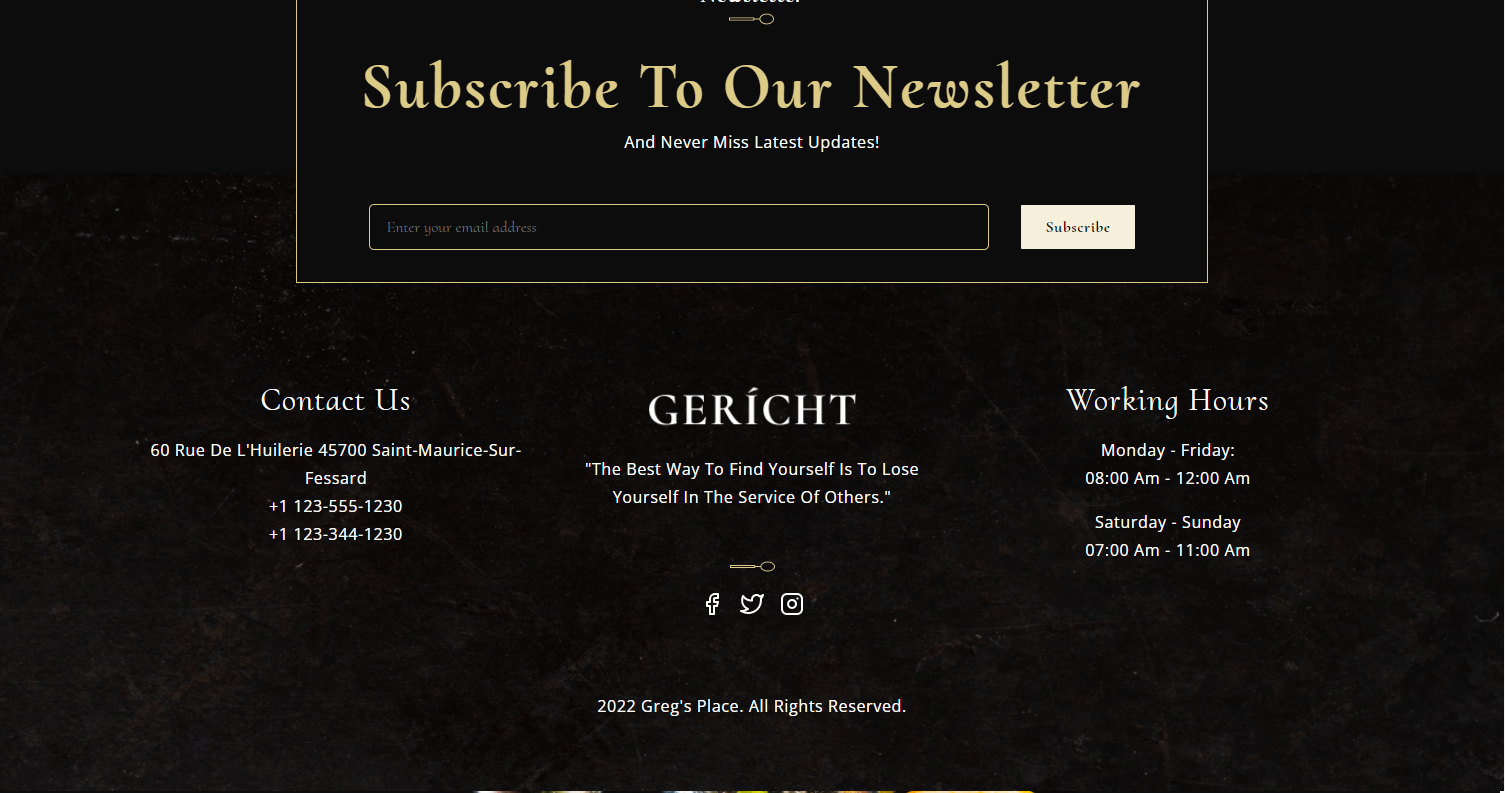 Newsletter
Subscribe To Our Newsletter
And Never Miss Latest Updates!
Enter your email address
Subscribe
Contact Us
60 Rue De L'Huilerie 45700 Saint-Maurice-Sur-
Fessard
+1 123-555-1230
+1 123-344-1230
GERÍCHT
"The Best Way To Find Yourself Is To Lose
Yourself In The Service Of Others."
Working Hours
Monday - Friday:
08:00 Am - 12:00 Am
Saturday - Sunday
07:00 Am - 11:00 Am
2022 Greg's Place. All Rights Reserved.